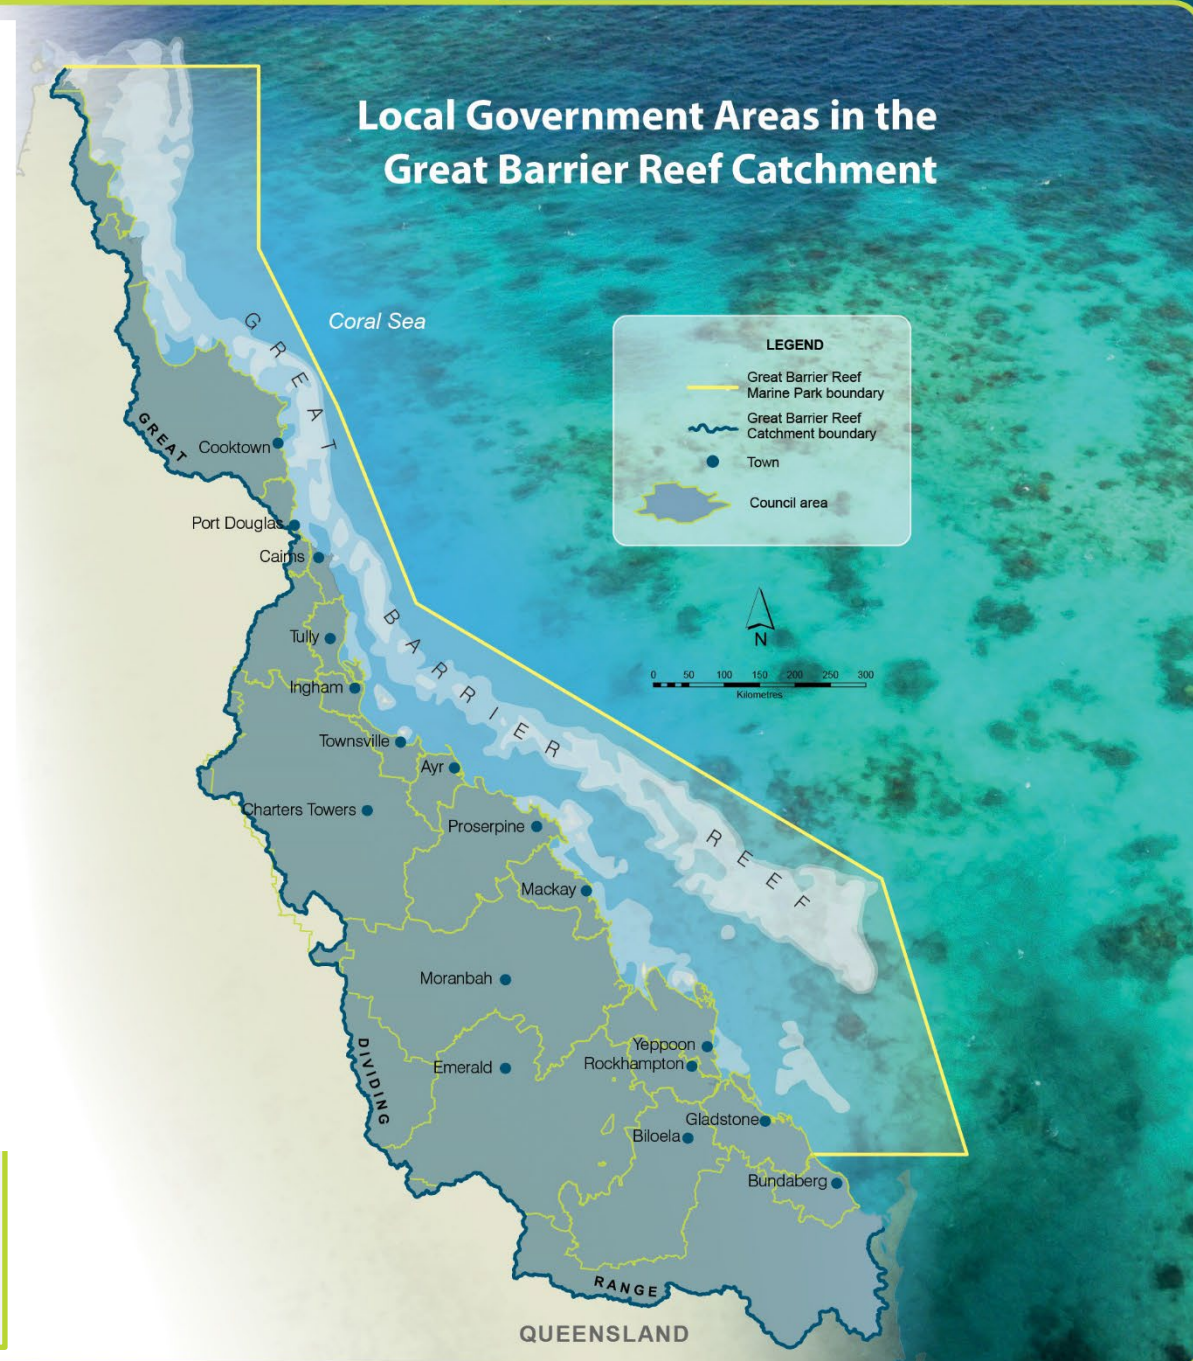 Local Government Areas in the
Great Barrier Reef Catchment
Coral Sea
LEGEND
Great Barrier Reef
Marine Park boundary
Great Barrier Reef
Catchment boundary
Town
Council area
N
0 50 100 150 200 250 300
Kilometres
GREAT
BARRIER
REEF
GREAT
DIVIDING
RANGE
Cooktown
Port Douglas
Cairns
Tully
Ingham
Townsville
Ayr
Charters Towers
Proserpine
Mackay
Moranbah
Yeppoon
Rockhampton
Emerald
Gladstone
Biloela
Bundaberg
QUEENSLAND